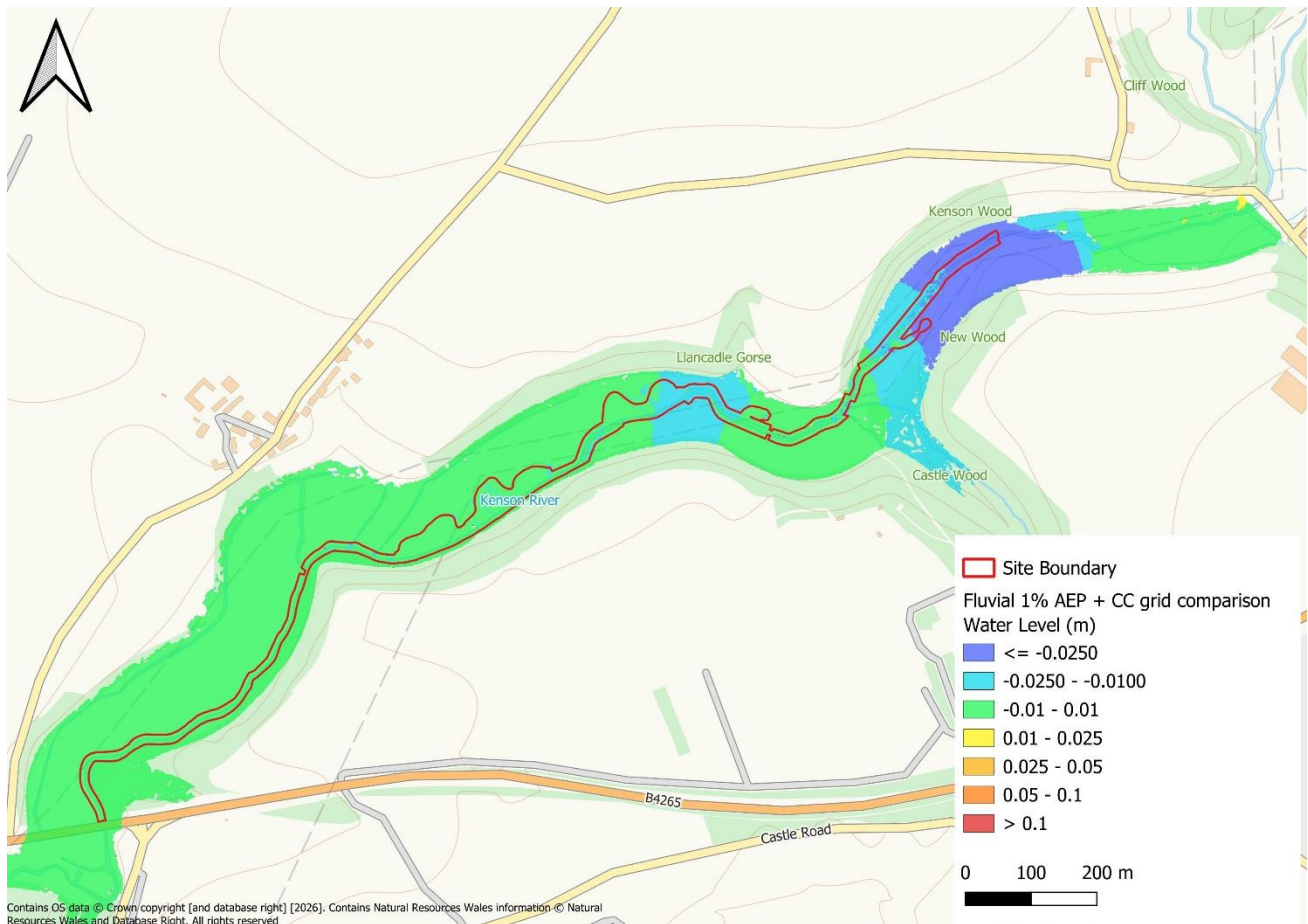 Cliff Wood
Kenson Wood
New Wood
Llancadle Gorse
Castle Wood
Kenson River
B4265
Castle Road
Site Boundary
Fluvial 1% AEP + CC grid comparison
Water Level (m)
<= -0.0250
-0.0250 - -0.0100
-0.01 - 0.01
0.01 - 0.025
0.025 - 0.05
0.05 - 0.1
> 0.1
0 100 200 m
Contains OS data © Crown copyright [and database right] [2026]. Contains Natural Resources Wales information © Natural
Resources Wales and Database Right. All rights reserved